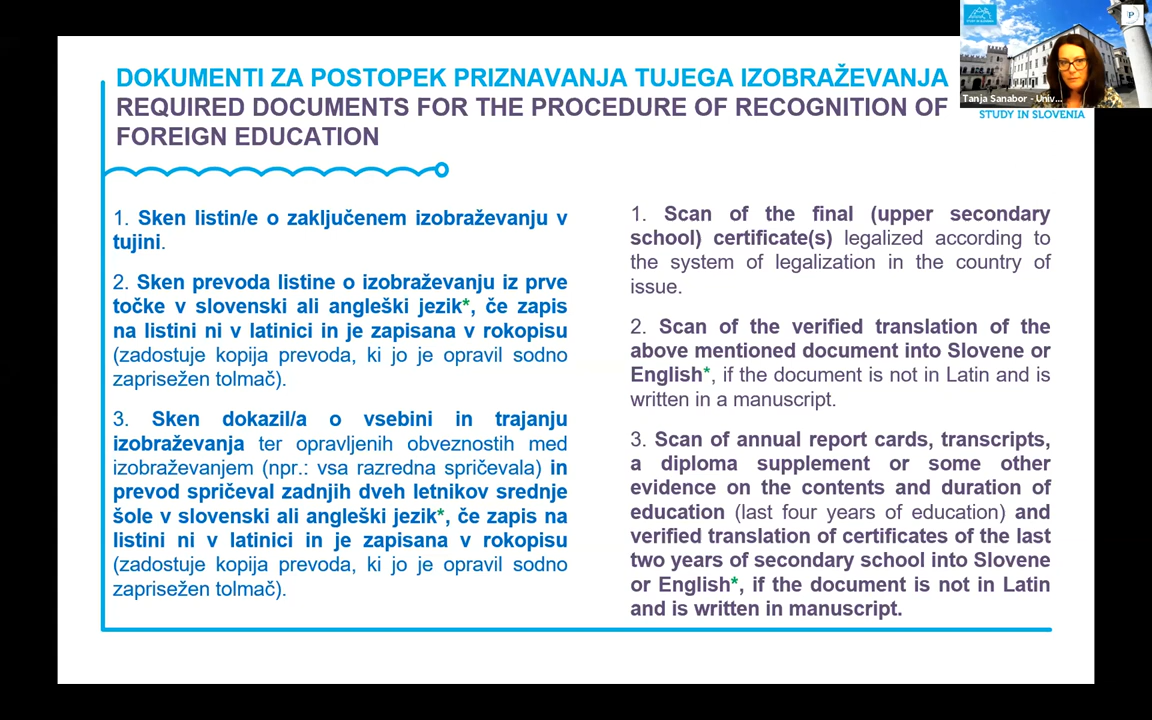 DOKUMENTI ZA POSTOPEK PRIZNAVANJA TUJEGA IZOBRAŽEVANJA
REQUIRED DOCUMENTS FOR THE PROCEDURE OF RECOGNITION OF
FOREIGN EDUCATION
Tanja Sanabor - Univ...
STUDY IN SLOVENIA
1. Sken listin/e o zaključenem izobraževanju v
tujini.
2. Sken prevoda listine o izobraževanju iz prve
točke v slovenski ali angleški jezik*, če zapis
na listini ni v latinici in je zapisana v rokopisu
(zadostuje kopija prevoda, ki jo je opravil sodno
zaprisežen tolmač).
3. Sken dokazil/a o vsebini in trajanju
izobraževanja ter opravljenih obveznostih med
izobraževanjem (npr.: vsa razredna spričevala) in
prevod spričeval zadnjih dveh letnikov srednje
šole v slovenski ali angleški jezik*, če zapis na
listini ni v latinici in je zapisana v rokopisu
(zadostuje kopija prevoda, ki jo je opravil sodno
zaprisežen tolmač).
1. Scan of the final (upper secondary
school) certificate(s) legalized according to
the system of legalization in the country of
issue.
2. Scan of the verified translation of the
above mentioned document into Slovene or
English*, if the document is not in Latin and is
written in a manuscript.
3. Scan of annual report cards, transcripts,
a diploma supplement or some other
evidence on the contents and duration of
education (last four years of education) and
verified translation of certificates of the last
two years of secondary school into Slovene
or English*, if the document is not in Latin
and is written in manuscript.